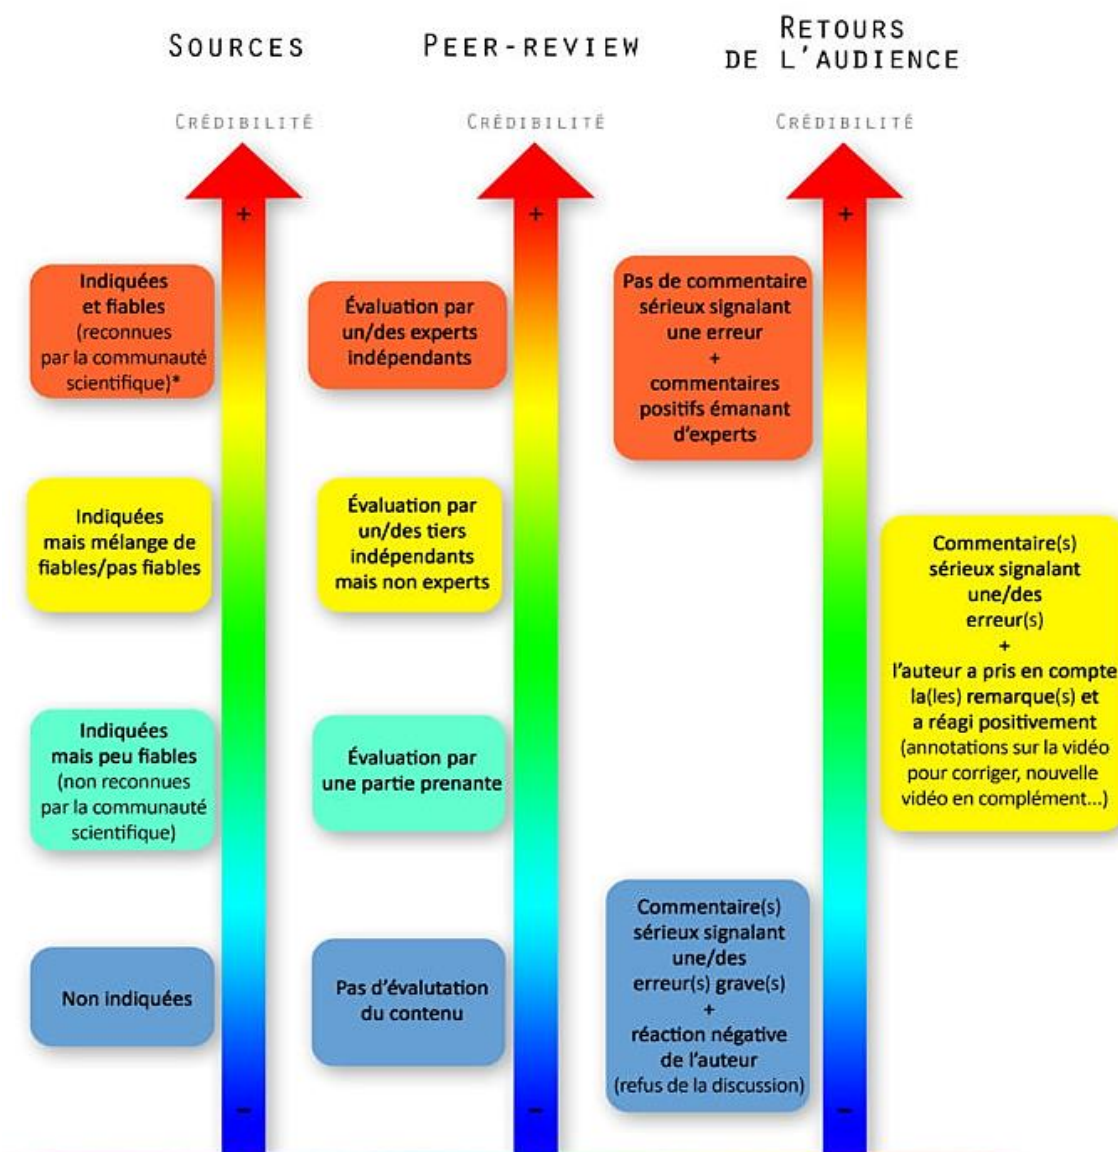 SOURCES
CRÉDIBILITÉ
+
Indiquées
et fiables
(reconnues
par la communauté
scientifique)*
Indiquées
mais mélange de
fiables/pas fiables
Indiquées
mais peu fiables
(non reconnues
par la communauté
scientifique)
Non indiquées
-
PEER-REVIEW
CRÉDIBILITÉ
+
Évaluation par
un/des experts
indépendants
Évaluation par
un/des tiers
indépendants
mais non experts
Évaluation par
une partie prenante
Pas d'évalutation
du contenu
-
RETOURS
DE L'AUDIENCE
CRÉDIBILITÉ
+
Pas de commentaire
sérieux signalant
une erreur
+
commentaires
positifs émanant
d'experts
Commentaire(s)
sérieux signalant
une/des
erreur(s)
+
l'auteur a pris en compte
la(les) remarque(s) et
a réagi positivement
(annotations sur la vidéo
pour corriger, nouvelle
vidéo en complément...)
Commentaire(s)
sérieux signalant
une/des
erreur(s) grave(s)
+
réaction négative
de l'auteur
(refus de la discussion)
-